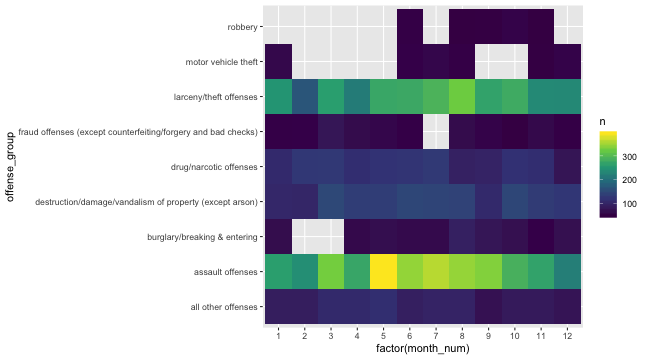 robbery
motor vehicle theft
larceny/theft offenses
fraud offenses (except counterfeiting/forgery and bad checks)
drug/narcotic offenses
destruction/damage/vandalism of property (except arson)
burglary/breaking & entering
assault offenses
all other offenses
offense_group
1 2 3 4 5 6 7 8 9 10 11 12
factor(month_num)
n
300
200
100